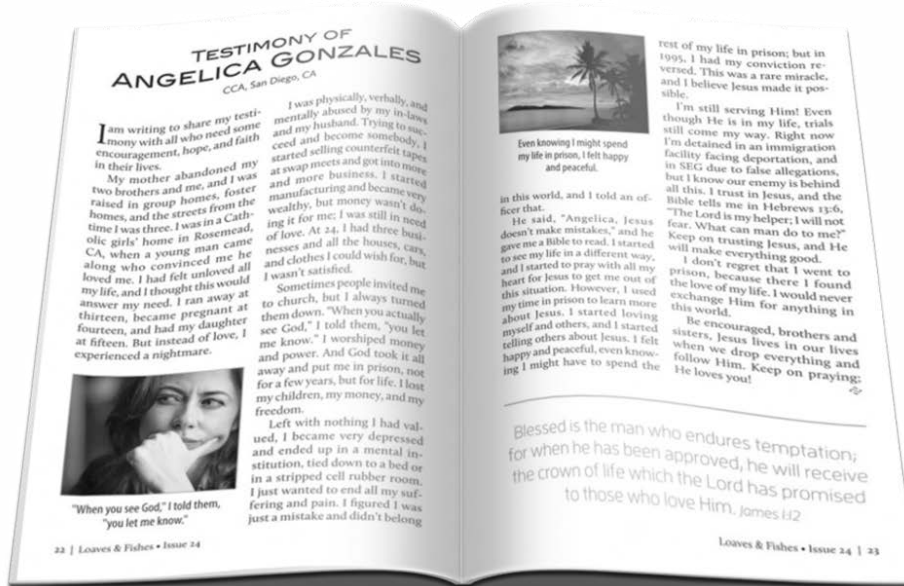 TESTIMONY OF
ANGELICA GONZALES
CCA, San Diego, CA
I am writing to share my testi-
mony with all who need some
encouragement, hope, and faith
in their lives.
My mother abandoned my
two brothers and me, and I was
raised in group homes, foster
homes, and the streets from the
time I was three. I was in a Cath-
olic girls' home in Rosemead,
CA, when a young man came
along who convinced me he
loved me. I had felt unloved all
my life, and I thought this would
answer my need. I ran away at
thirteen, became pregnant at
fourteen, and had my daughter
at fifteen. But instead of love, I
experienced a nightmare.
"When you see God," I told them,
"you let me know."
I was physically, verbally, and
mentally abused by my in-laws
and my husband. Trying to suc-
ceed and become somebody, I
started selling counterfeit tapes
at swap meets and got into more
and more business. I started
manufacturing and became very
wealthy, but money wasn't do-
ing it for me; I was still in need
of love. At 24, I had three busi-
nesses and all the houses, cars,
and clothes I could wish for, but
I wasn't satisfied.
Sometimes people invited me
to church, but I always turned
them down. "When you actually
see God," I told them, "you let
me know." I worshiped money
and power. And God took it all
away and put me in prison, not
for a few years, but for life. I lost
my children, my money, and my
freedom.
Left with nothing I had val-
ued, I became very depressed
and ended up in a mental in-
stitution, tied down to a bed or
in a stripped cell rubber room.
I just wanted to end all my suf-
fering and pain. I figured I was
just a mistake and didn't belong
22 | Loaves & Fishes • Issue 24
Even knowing I might spend
my life in prison, I felt happy
and peaceful.
in this world, and I told an of-
ficer that.
He said, "Angelica, Jesus
doesn't make mistakes," and he
gave me a Bible to read. I started
to see my life in a different way,
and I started to pray with all my
heart for Jesus to get me out of
this situation. However, I used
my time in prison to learn more
about Jesus. I started loving
myself and others, and I started
telling others about Jesus. I felt
happy and peaceful, even know-
ing I might have to spend the
rest of my life in prison; but in
1995, I had my conviction re-
versed. This was a rare miracle,
and I believe Jesus made it pos-
sible.
I'm still serving Him! Even
though He is in my life, trials
still come my way. Right now
I'm detained in an immigration
facility facing deportation, and
in SEG due to false allegations,
but I know our enemy is behind
all this. I trust in Jesus, and the
Bible tells me in Hebrews 13:6,
"The Lord is my helper; I will not
fear. What can man do to me?"
Keep on trusting Jesus, and He
will make everything good.
I don't regret that I went to
prison, because there I found
the love of my life. I would never
exchange Him for anything in
this world.
Be encouraged, brothers and
sisters, Jesus lives in our lives
when we drop everything and
follow Him. Keep on praying;
He loves you!
Blessed is the man who endures temptation;
for when he has been approved, he will receive
the crown of life which the Lord has promised
to those who love Him. James 1:12
Loaves & Fishes • Issue 24 | 23